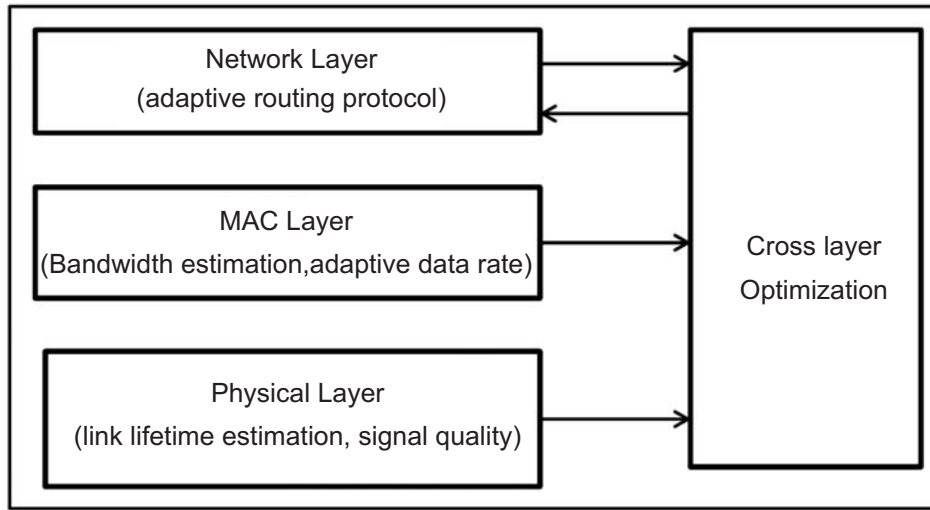 Network Layer
(adaptive routing protocol)
MAC Layer
(Bandwidth estimation,adaptive data rate)
Physical Layer
(link lifetime estimation, signal quality)
Cross layer
Optimization